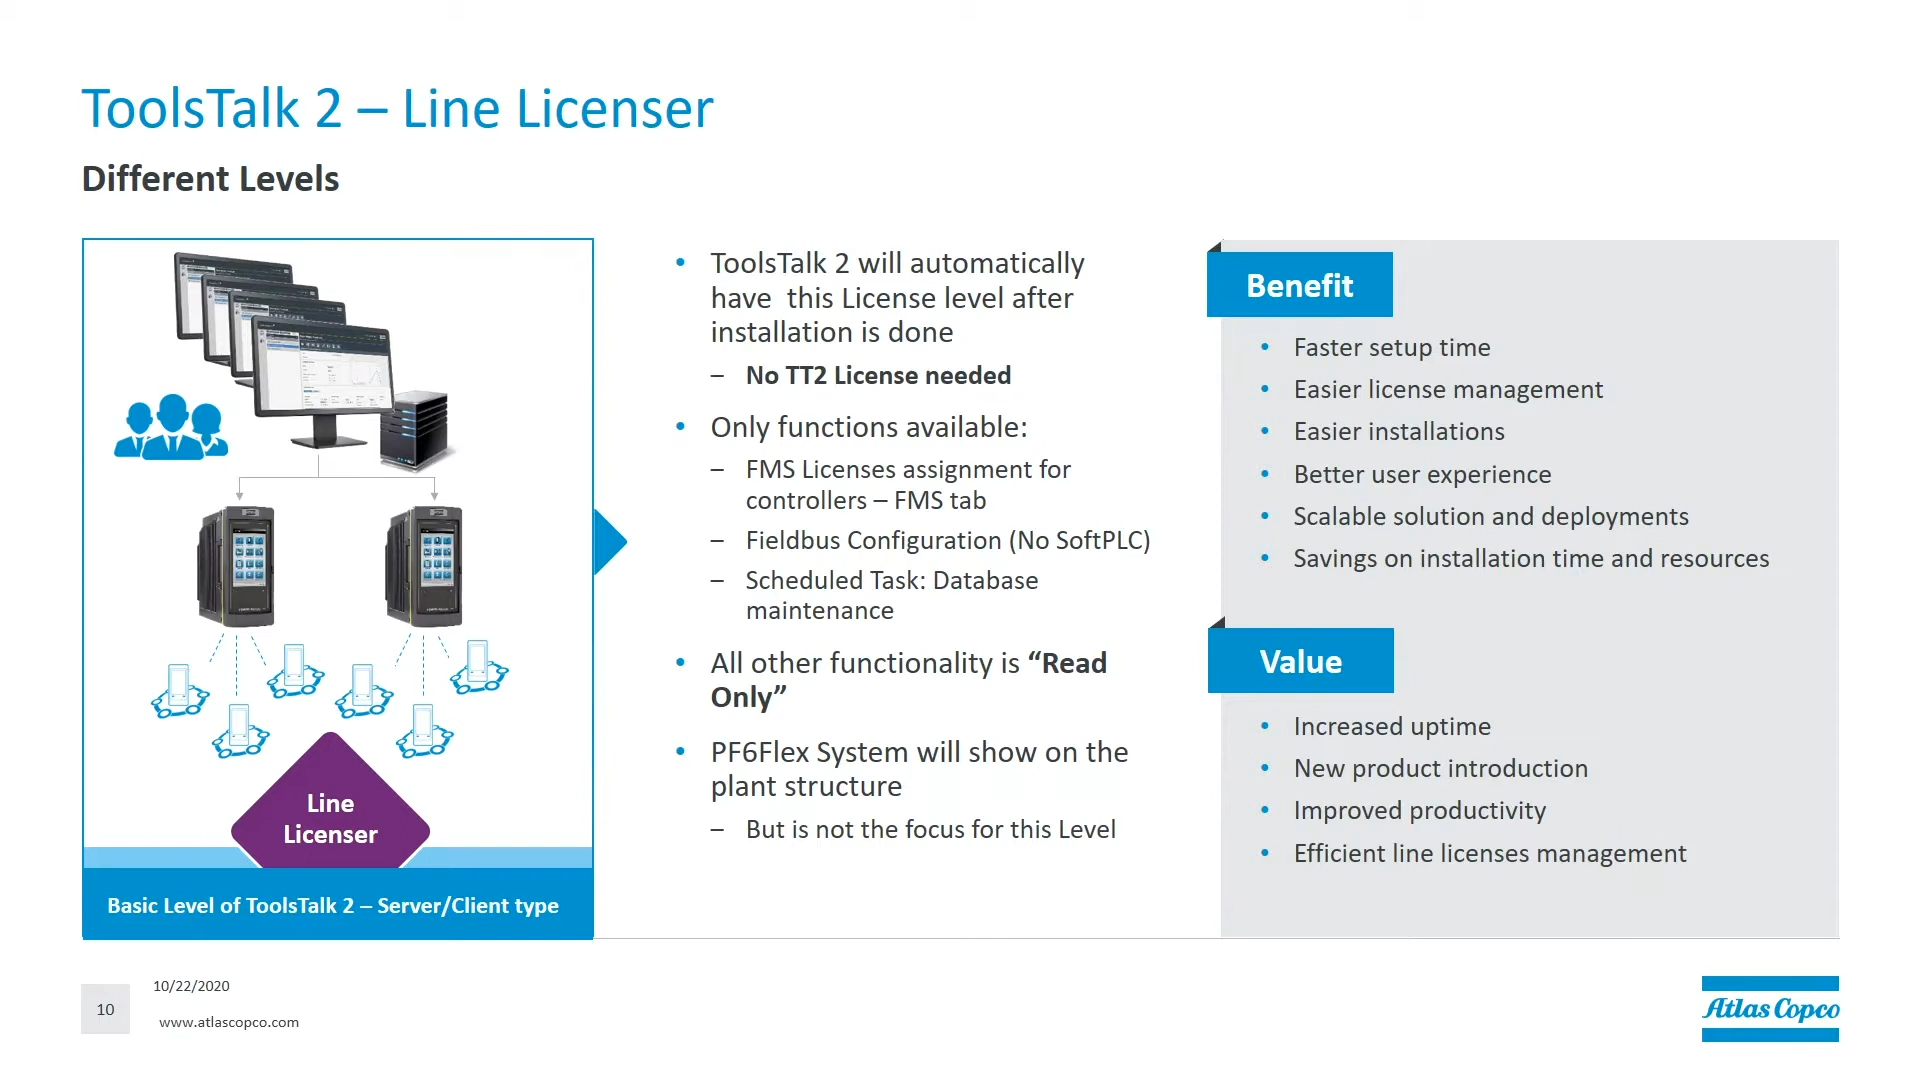 ToolsTalk 2 – Line Licenser
Different Levels
Line
Licenser
Basic Level of ToolsTalk 2 – Server/Client type
• ToolsTalk 2 will automatically
have  this License level after
installation is done
– No TT2 License needed
• Only functions available:
– FMS Licenses assignment for
controllers – FMS tab
– Fieldbus Configuration (No SoftPLC)
– Scheduled Task: Database
maintenance
• All other functionality is “Read
Only”
• PF6Flex System will show on the
plant structure
– But is not the focus for this Level
Benefit
• Faster setup time
• Easier license management
• Easier installations
• Better user experience
• Scalable solution and deployments
• Savings on installation time and resources
Value
• Increased uptime
• New product introduction
• Improved productivity
• Efficient line licenses management
10
10/22/2020
www.atlascopco.com
Atlas Copco